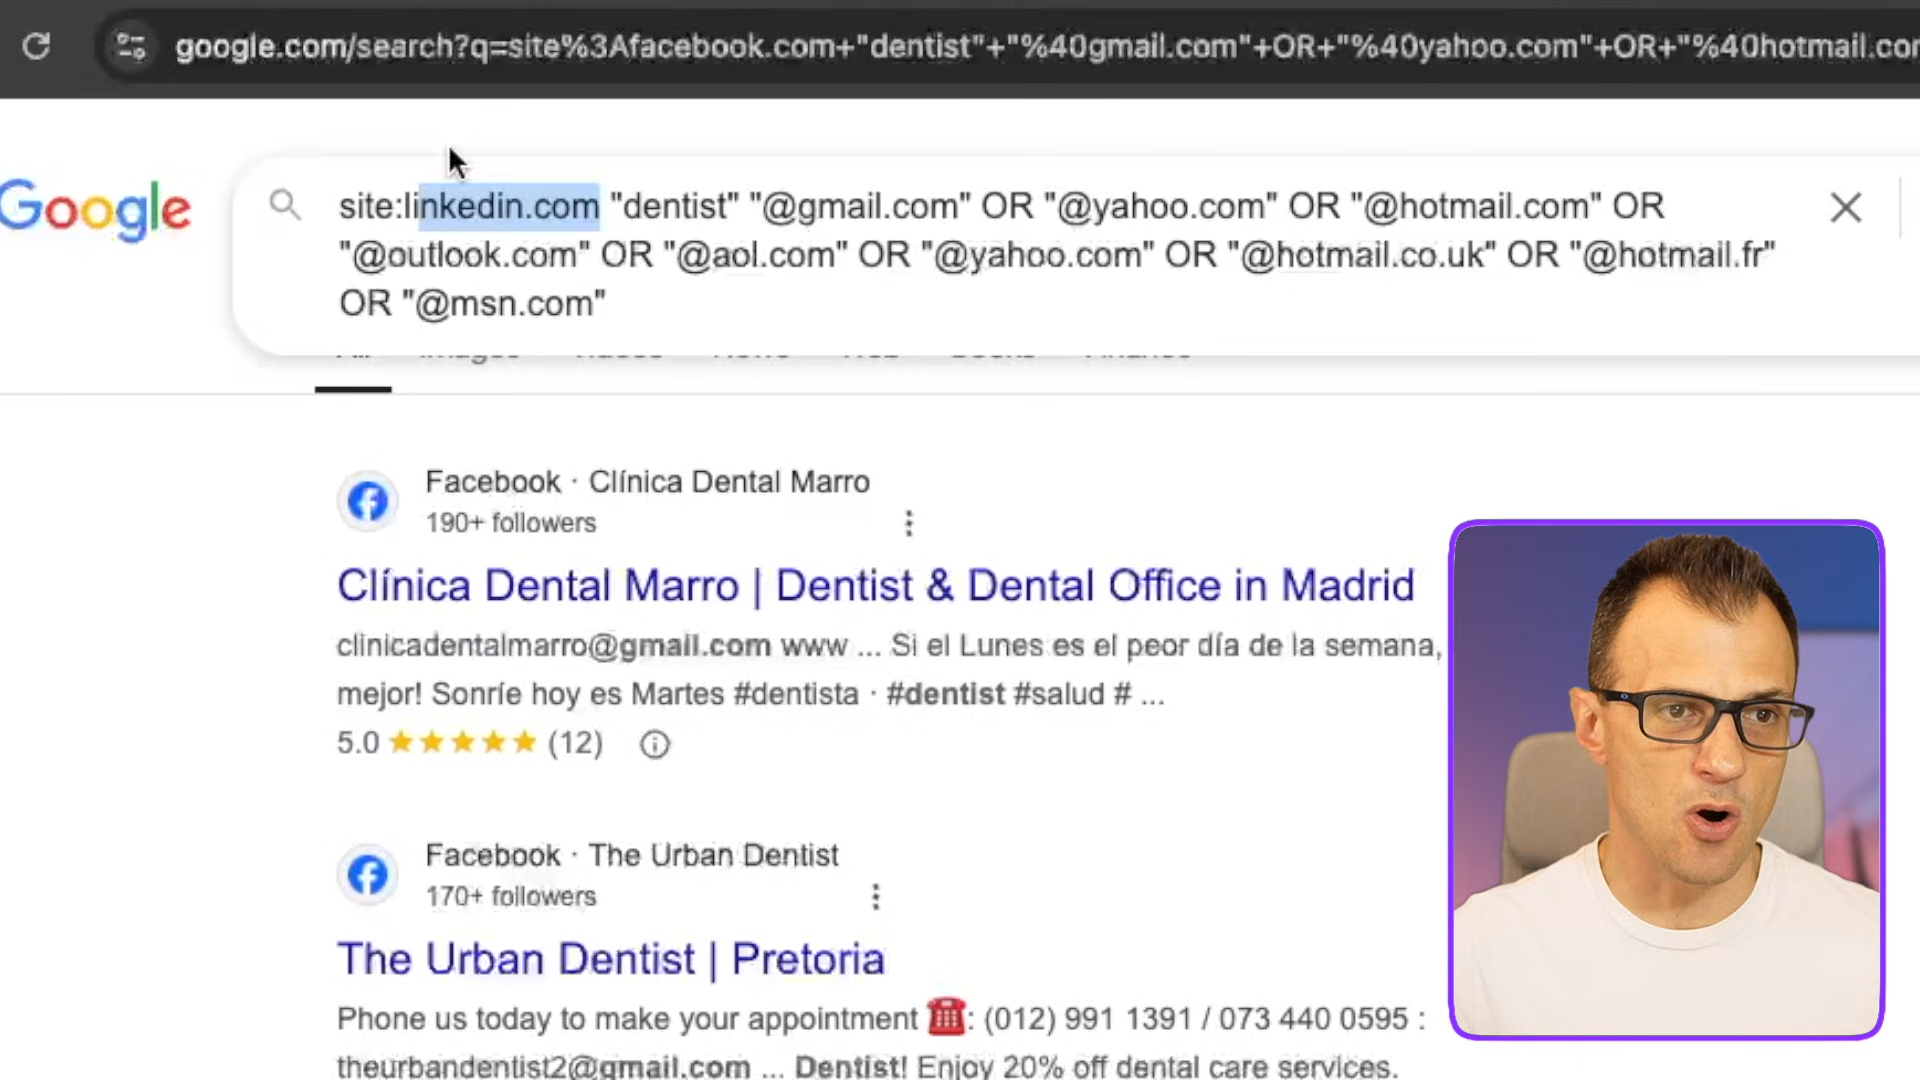 google.com/search?q=site%3Afacebook.com+"dentist"+"%40gmail.com"+OR+"%40yahoo.com"+OR+"%40hotmail.com
Google
site:linkedin.com "dentist" "@gmail.com" OR "@yahoo.com" OR "@hotmail.com" OR
"@outlook.com" OR "@aol.com" OR "@yahoo.com" OR "@hotmail.co.uk" OR "@hotmail.fr"
OR "@msn.com"
Facebook · Clínica Dental Marro
190+ followers
Clínica Dental Marro | Dentist & Dental Office in Madrid
clinicadentalmarro@gmail.com www ... Si el Lunes es el peor día de la semana,
mejor! Sonríe hoy es Martes #dentista · #dentist #salud # ...
5.0 ★★★★★ (12)
Facebook · The Urban Dentist
170+ followers
The Urban Dentist | Pretoria
Phone us today to make your appointment ☎️: (012) 991 1391 / 073 440 0595 :
theurbandentist2@gmail.com ... Dentist! Enjoy 20% off dental care services.